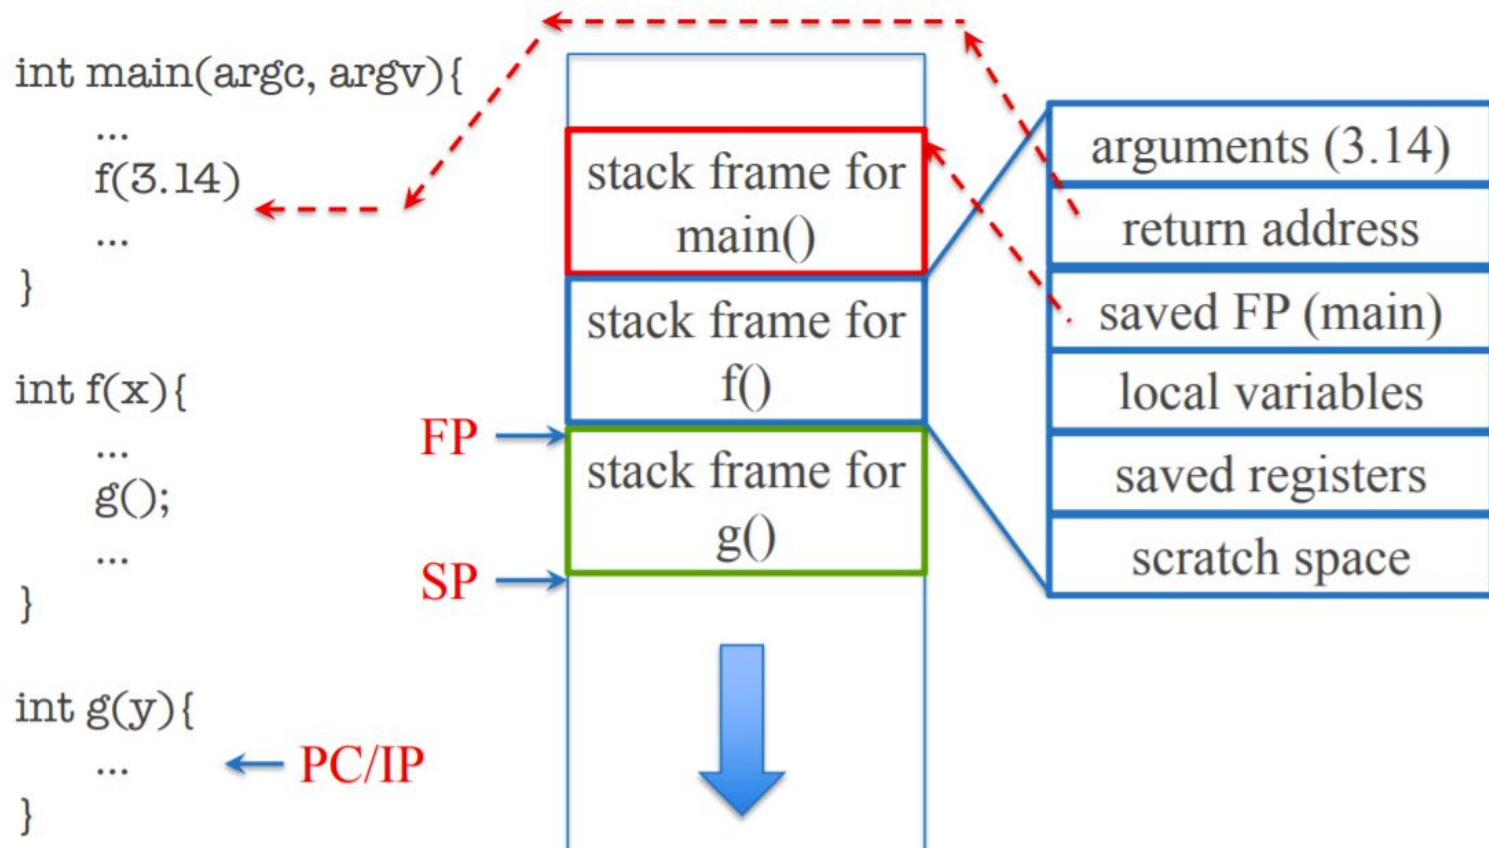 int main(argc, argv){
...
f(3.14)
...
}
int f(x){
...
g();
...
}
int g(y){
...
}
PC/IP
FP
SP
stack frame for
main()
stack frame for
f()
stack frame for
g()
arguments (3.14)
return address
saved FP (main)
local variables
saved registers
scratch space